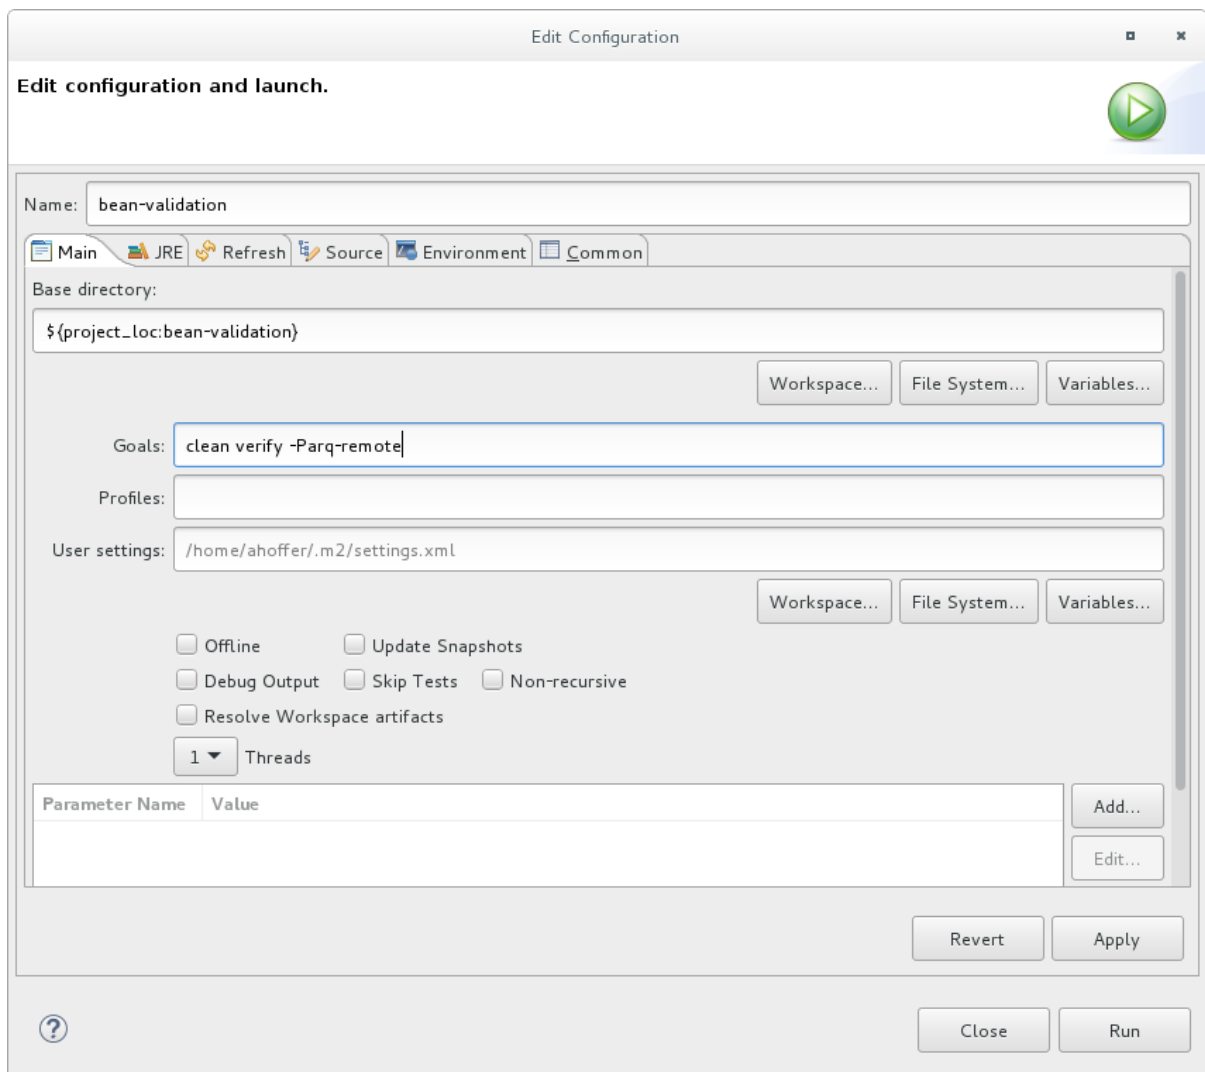 Edit Configuration
Edit configuration and launch.
Name: bean-validation
Main JRE Refresh Source Environment Common
Base directory:
${project_loc:bean-validation}
Workspace... File System... Variables...
Goals: clean verify -Parq-remote
Profiles:
User settings: /home/ahoffer/.m2/settings.xml
Workspace... File System... Variables...
Offline Update Snapshots
Debug Output Skip Tests Non-recursive
Resolve Workspace artifacts
1 Threads
Parameter Name Value Add...
Edit...
Revert Apply
? Close Run